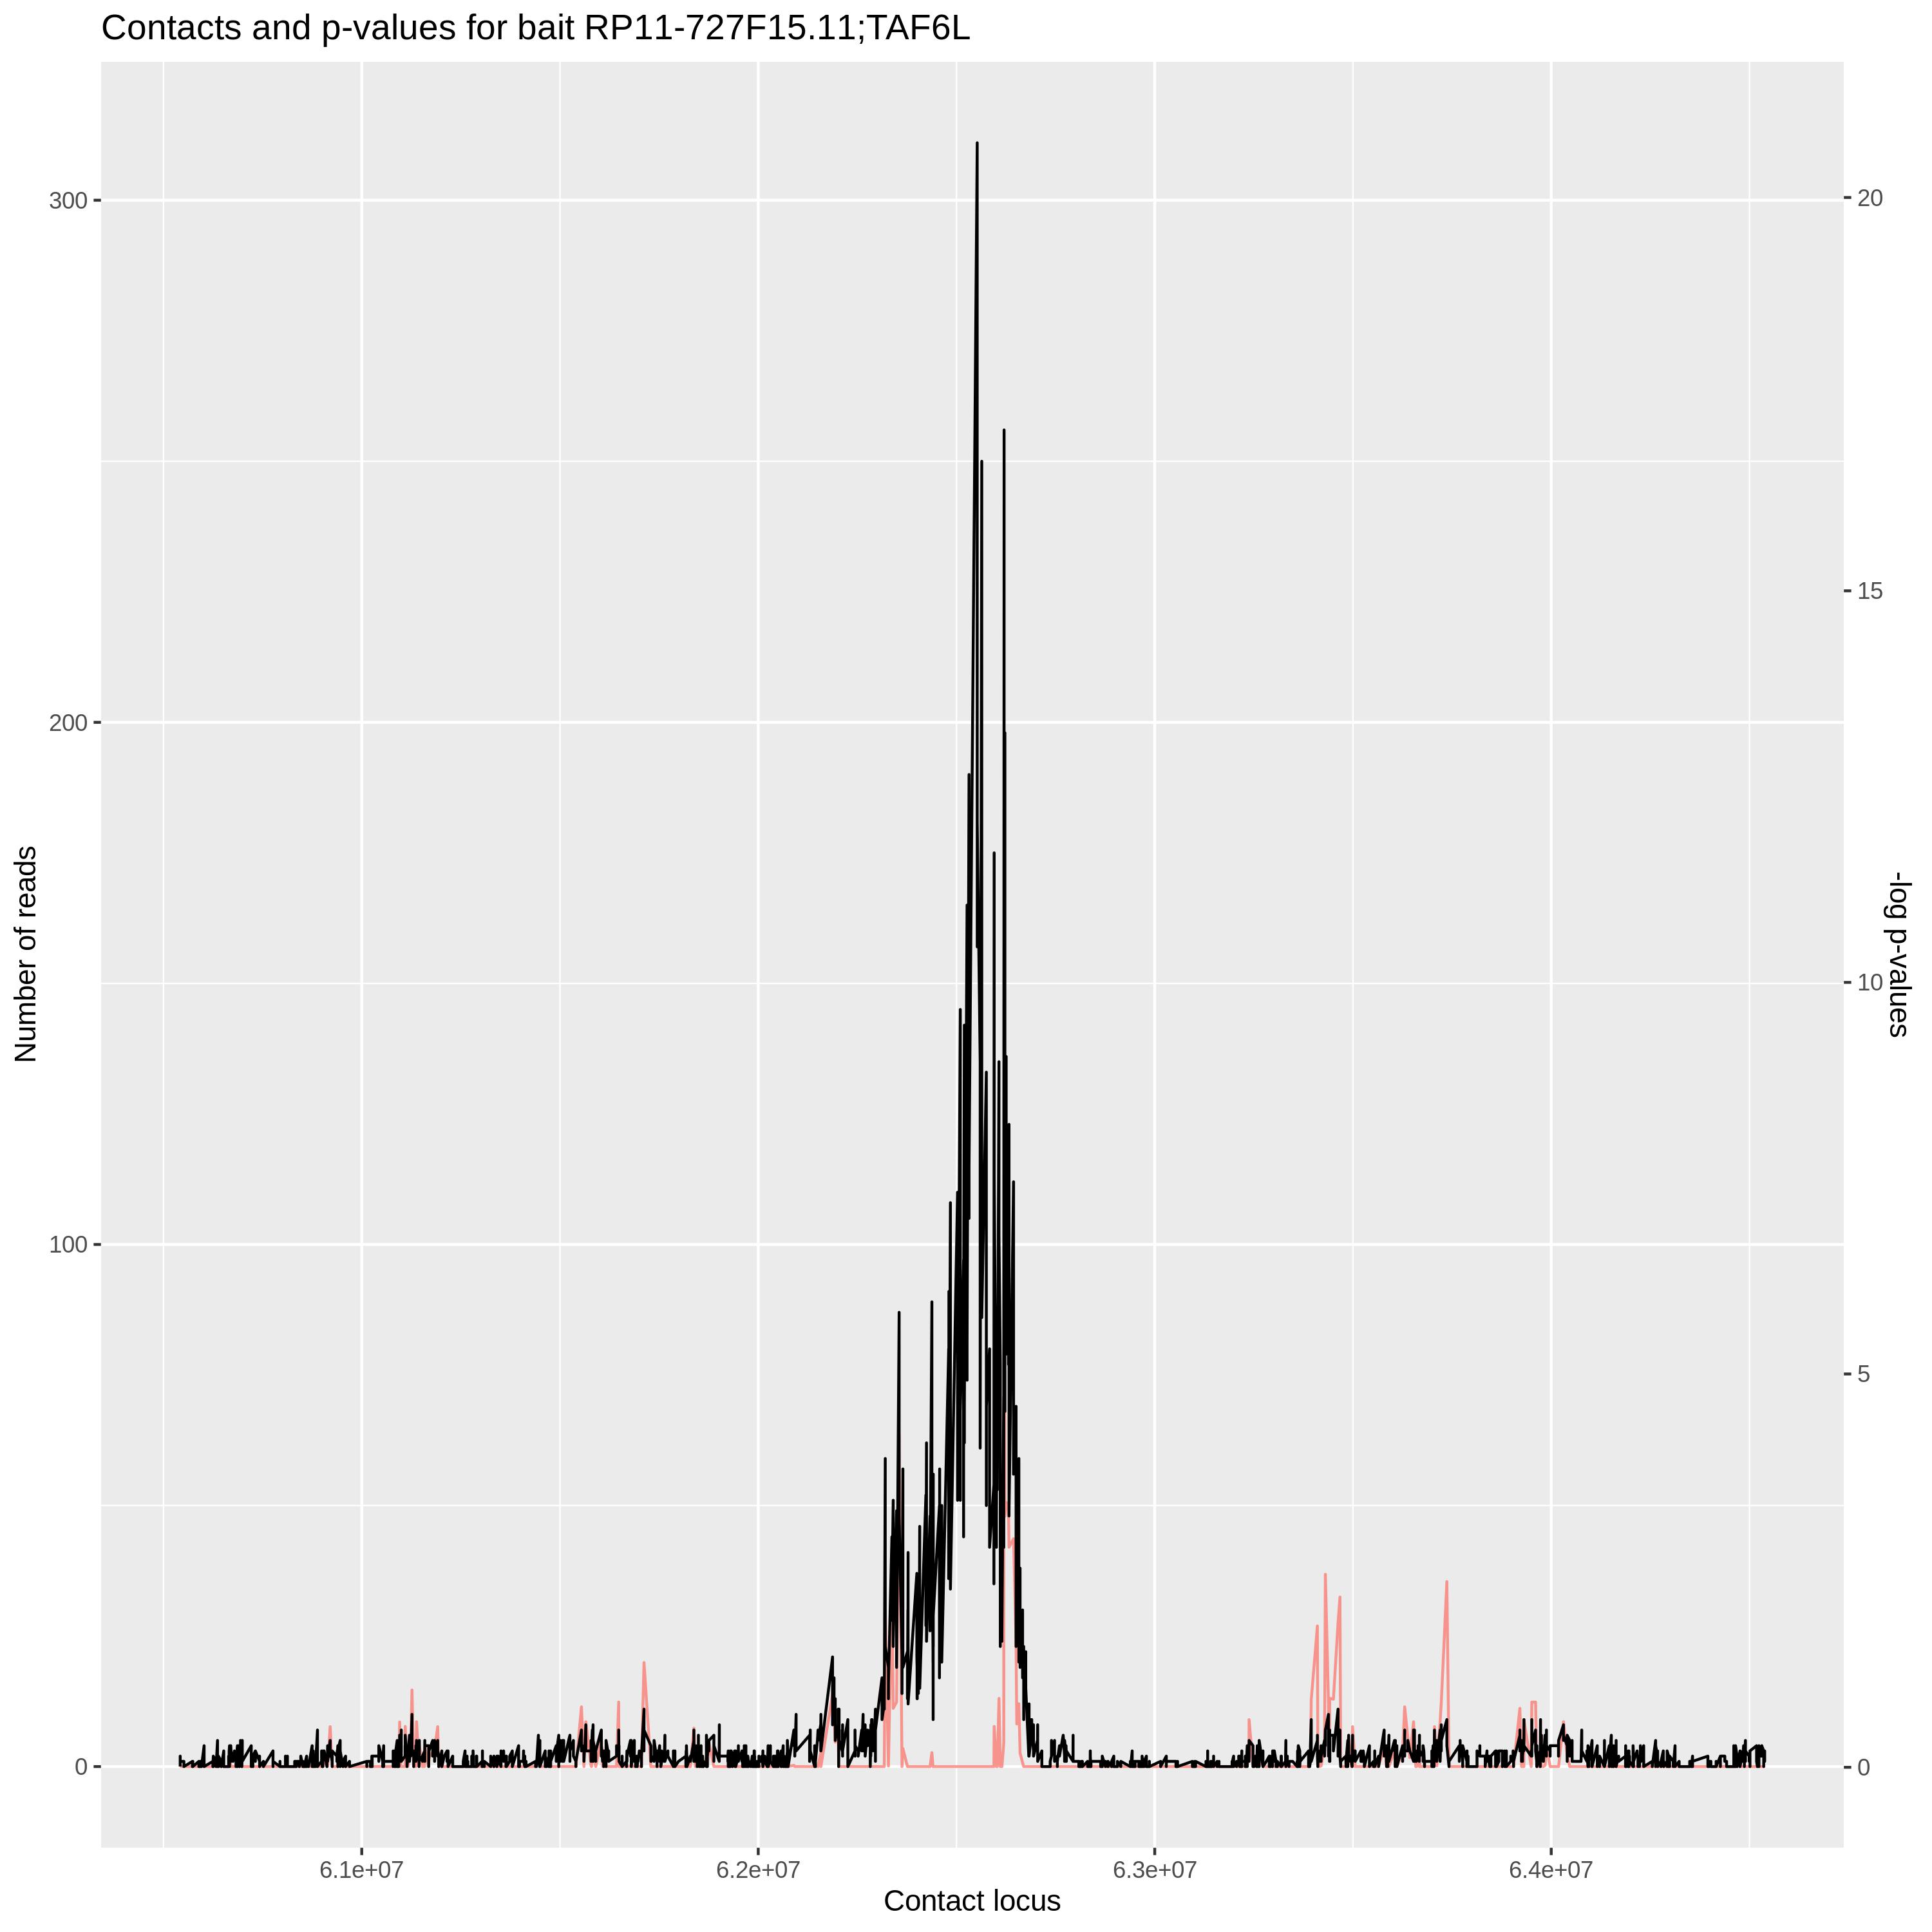 Contacts and p-values for bait RP11-727F15.11;TAF6L
300
200
100
0
Number of reads
20
15
10
5
0
-log p-values
6.1e+07
6.2e+07
6.3e+07
6.4e+07
Contact locus